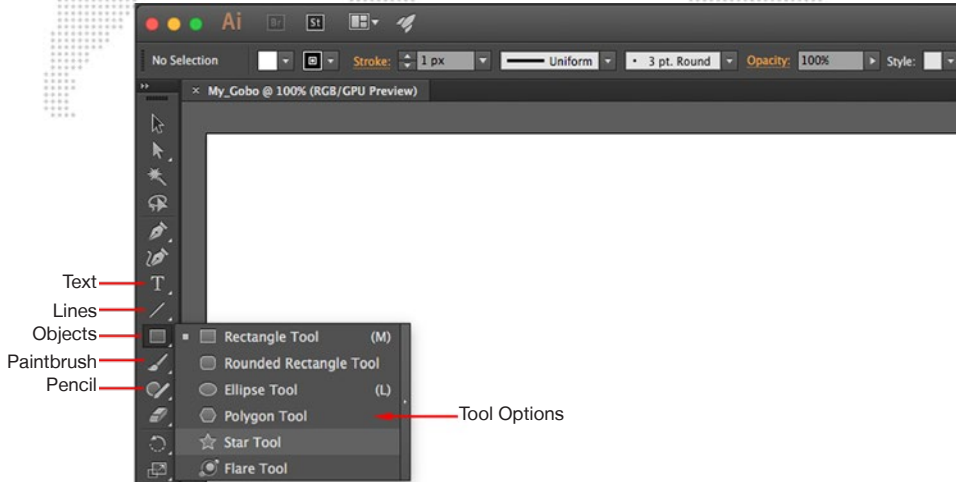 Ai Br St
No Selection Stroke: 1 px Uniform 3 pt. Round Opacity: 100% Style:
× My_Gobo @ 100% (RGB/GPU Preview)
Text
T
Lines
Objects
Paintbrush
Pencil
Rectangle Tool (M)
Rounded Rectangle Tool
Ellipse Tool (L)
Polygon Tool
Star Tool
Flare Tool
Tool Options